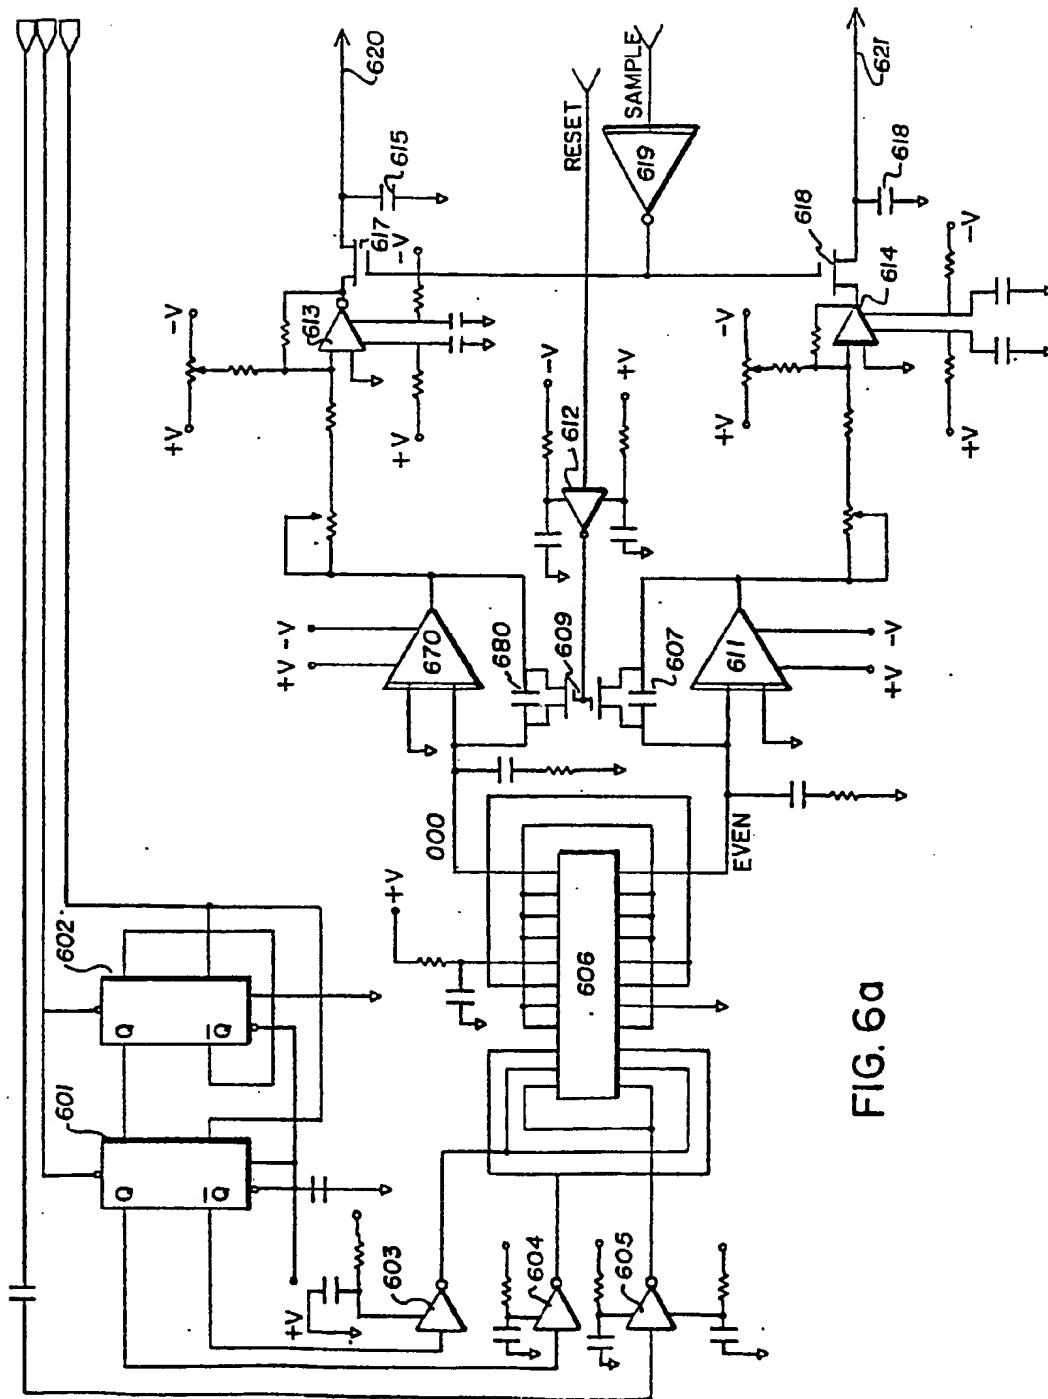 620
615
617
-V
613
-V
+V
+V
RESET
SAMPLE
619
621
618
618
614
-V
-V
+V
+V
612
-V
+V
670
+V -V
680
609
607
611
-V
+V
000
EVEN
+V
606
602
Q
Q
601
Q
Q
+V
603
604
605
FIG. 6a